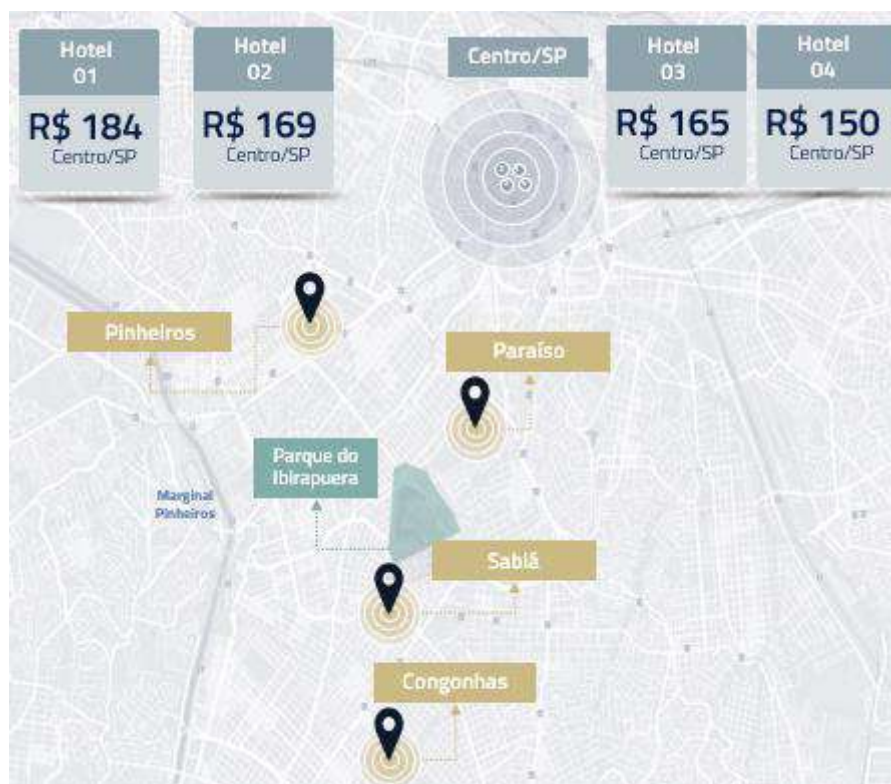 Hotel
01
R$ 184
Centro/SP
Hotel
02
R$ 169
Centro/SP
Centro/SP
Hotel
03
R$ 165
Centro/SP
Hotel
04
R$ 150
Centro/SP
Pinheiros
Paraíso
Parque do
Ibirapuera
Marginal
Pinheiros
Sabiá
Congonhas